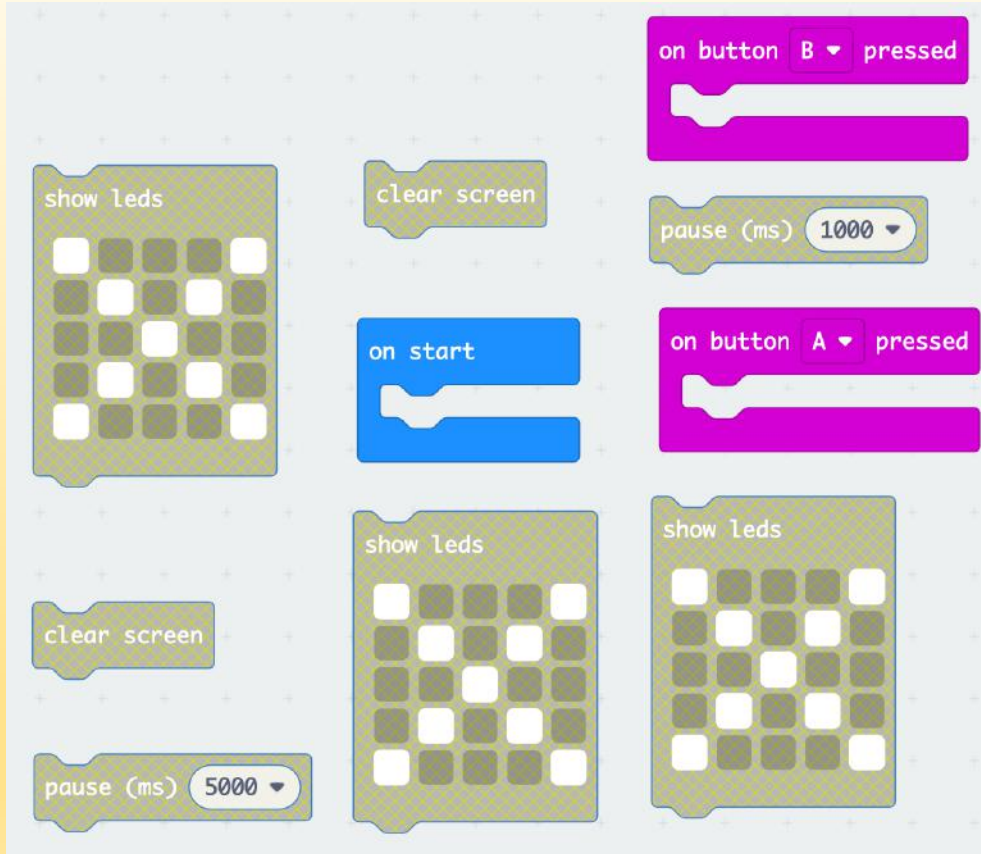 on button B pressed
show leds
clear screen
pause (ms) 1000
on start
on button A pressed
show leds
show leds
clear screen
pause (ms) 5000